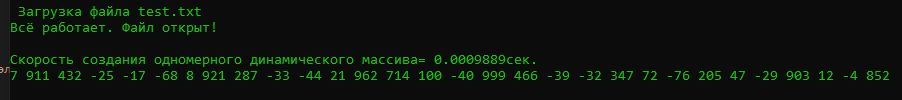 Загрузка файла test.txt
Всё работает. Файл открыт!
Скорость создания одномерного динамического массива= 0.0009889сек.
7 911 432 -25 -17 -68 8 921 287 -33 -44 21 962 714 100 -40 999 466 -39 -32 347 72 -76 205 47 -29 903 12 -4 852